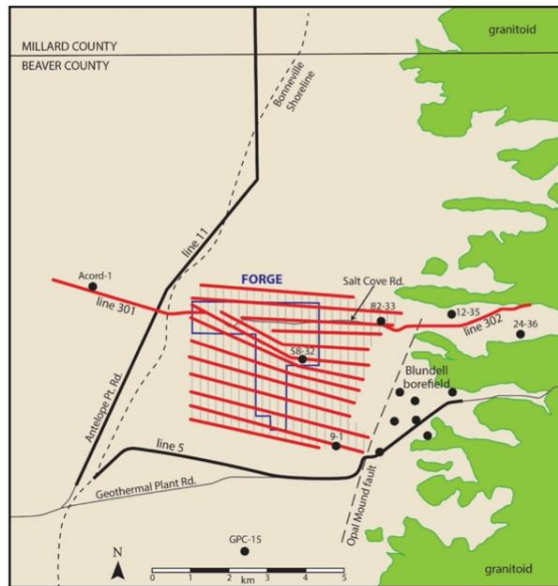 granitoid
MILLARD COUNTY
BEAVER COUNTY
Bonneville
Shoreline
line 11
Acord-1
FORGE
Salt Cove Rd.
line 301
82-33
12-35
line 302
24-36
58-32
Blundell
borefield
Antelope Pt. Rd.
9-1
line 5
Geothermal Plant Rd.
Opal Mound fault
GPC-15
N
0 1 2 3 4 5
km
granitoid